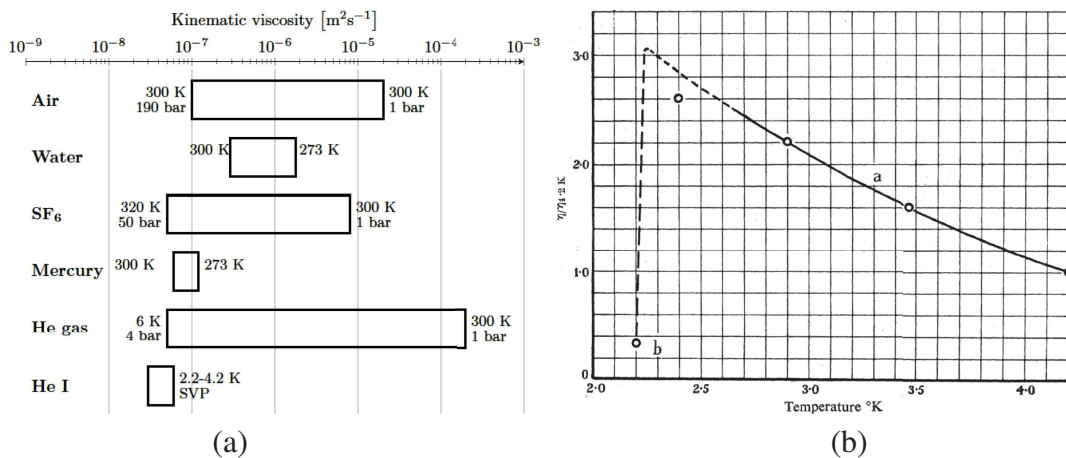 Kinematic viscosity [m²s⁻¹]
10⁻⁹ 10⁻⁸ 10⁻⁷ 10⁻⁶ 10⁻⁵ 10⁻⁴ 10⁻³
Air 300 K 190 bar 300 K 1 bar
Water 300 K 273 K
SF₆ 320 K 50 bar 300 K 1 bar
Mercury 300 K 273 K
He gas 6 K 4 bar 300 K 1 bar
He I 2.2-4.2 K SVP
(a)
η/η₄·₂ K
3·0
2·0
1·0
0
a
b
2·0 2·5 3·0 3·5 4·0
Temperature °K
(b)